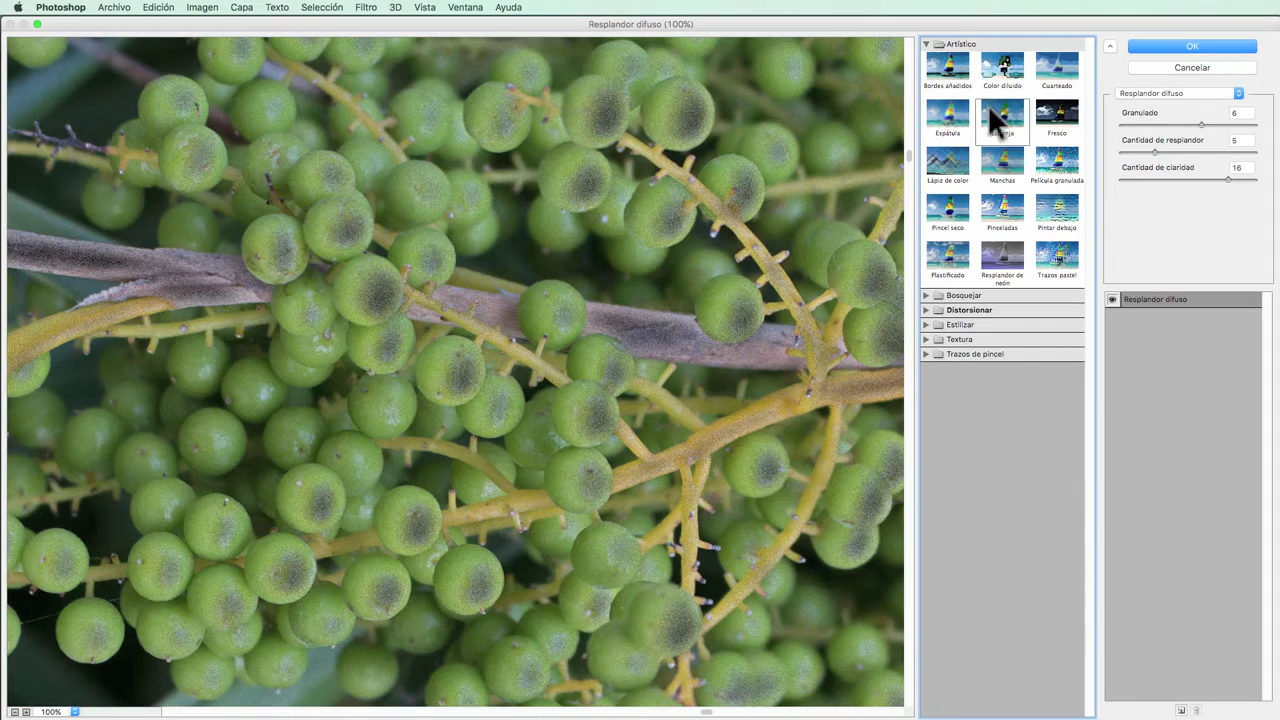 Photoshop Archivo Edición Imagen Capa Texto Selección Filtro 3D Vista Ventana Ayuda
Resplandor difuso (100%)
Artístico
Bordes añadidos Color diluido Cuarteado
Espátula Fresco
Lápiz de color Manchas Película granulada
Pincel seco Pinceladas Pintar debajo
Plastificado Resplandor de neón Trazos pastel
Bosquejar
Distorsionar
Estilizar
Textura
Trazos de pincel
OK
Cancelar
Resplandor difuso
Granulado 6
Cantidad de resplandor 5
Cantidad de claridad 16
Resplandor difuso
100%